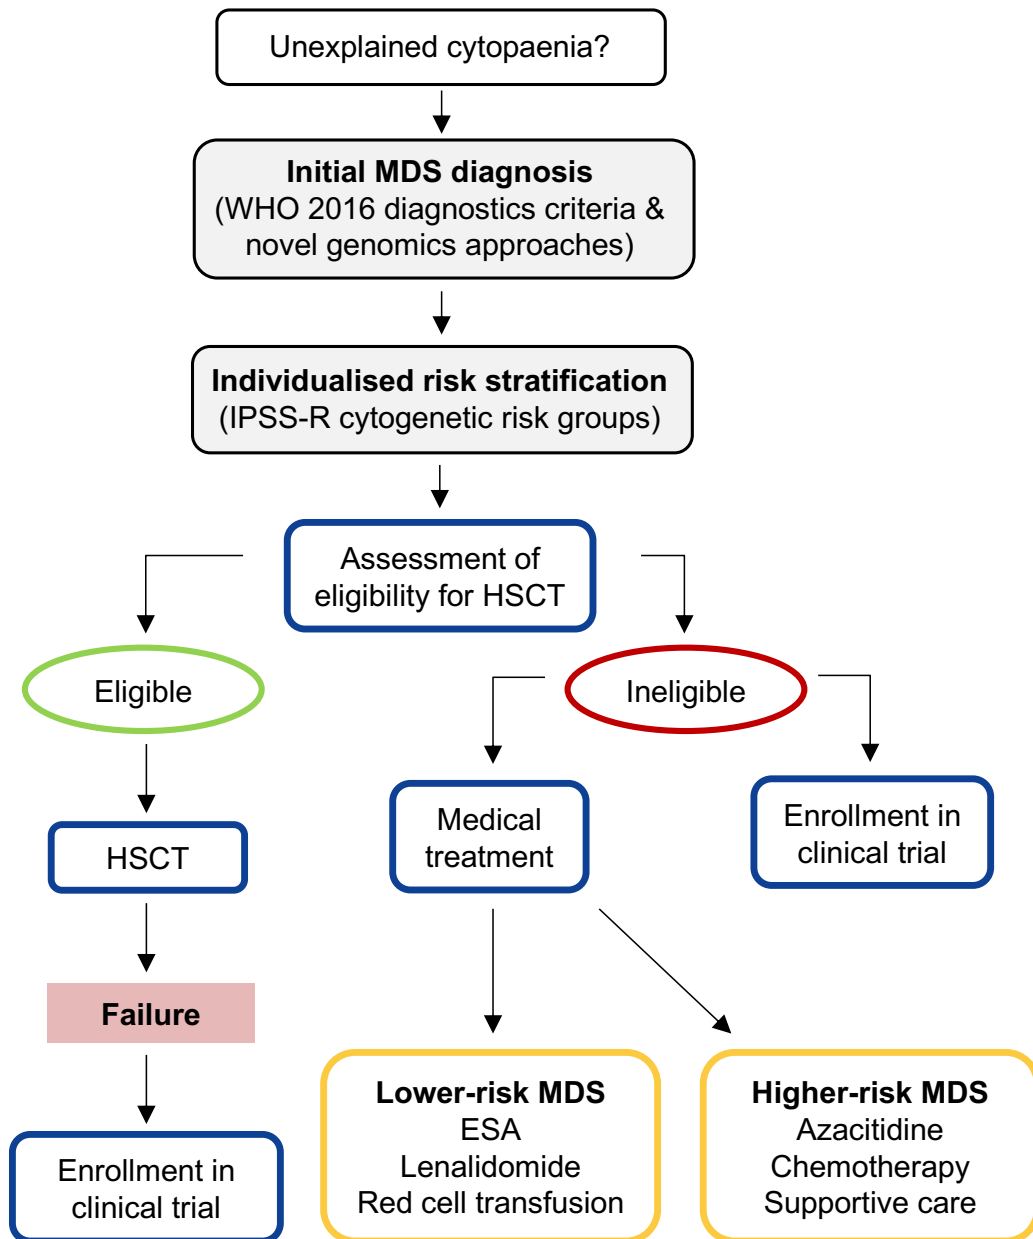 Unexplained cytopaenia?
Initial MDS diagnosis
(WHO 2016 diagnostics criteria &
novel genomics approaches)
Individualised risk stratification
(IPSS-R cytogenetic risk groups)
Assessment of
eligibility for HSCT
Eligible
Ineligible
HSCT
Medical
treatment
Enrollment in
clinical trial
Failure
Enrollment in
clinical trial
Lower-risk MDS
ESA
Lenalidomide
Red cell transfusion
Higher-risk MDS
Azacitidine
Chemotherapy
Supportive care